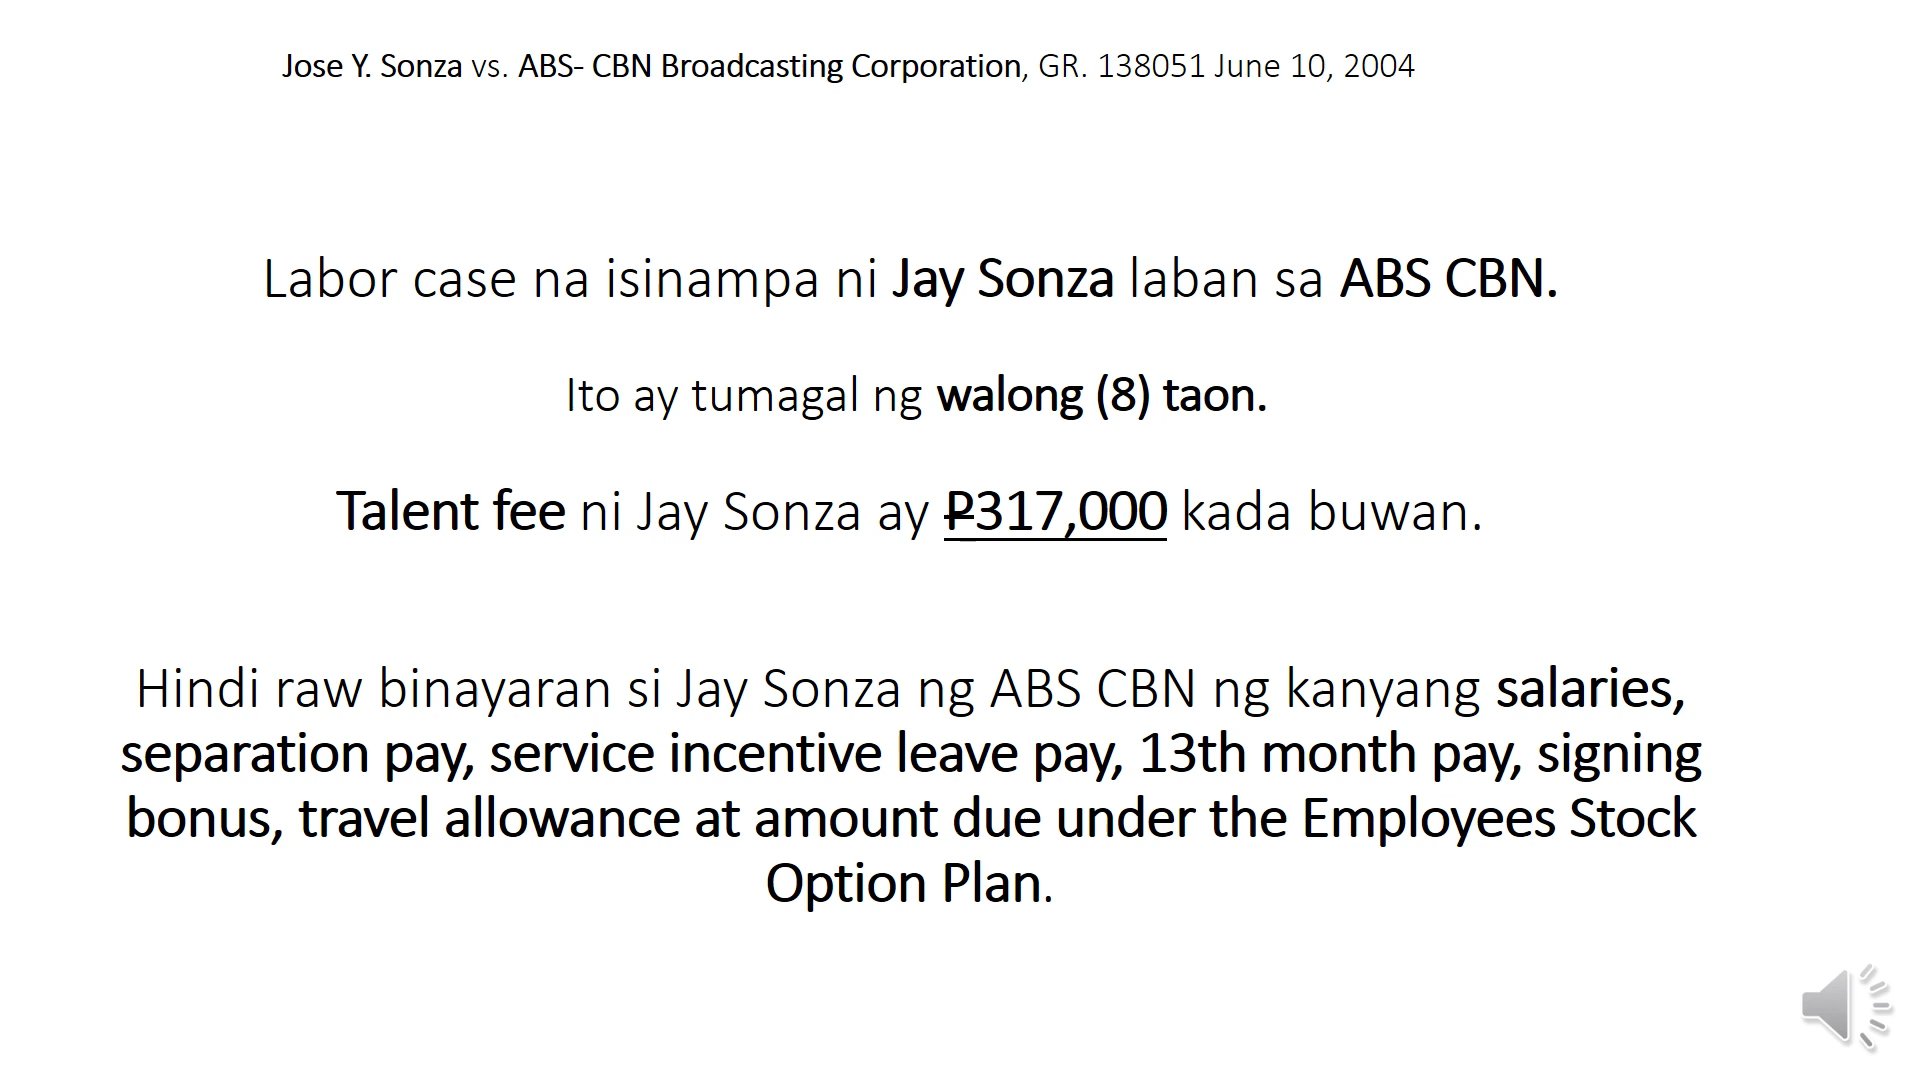 Jose Y. Sonza vs. ABS- CBN Broadcasting Corporation, GR. 138051 June 10, 2004
Labor case na isinampa ni Jay Sonza laban sa ABS CBN.
Ito ay tumagal ng walong (8) taon.
Talent fee ni Jay Sonza ay ₱317,000 kada buwan.
Hindi raw binayaran si Jay Sonza ng ABS CBN ng kanyang salaries,
separation pay, service incentive leave pay, 13th month pay, signing
bonus, travel allowance at amount due under the Employees Stock
Option Plan.